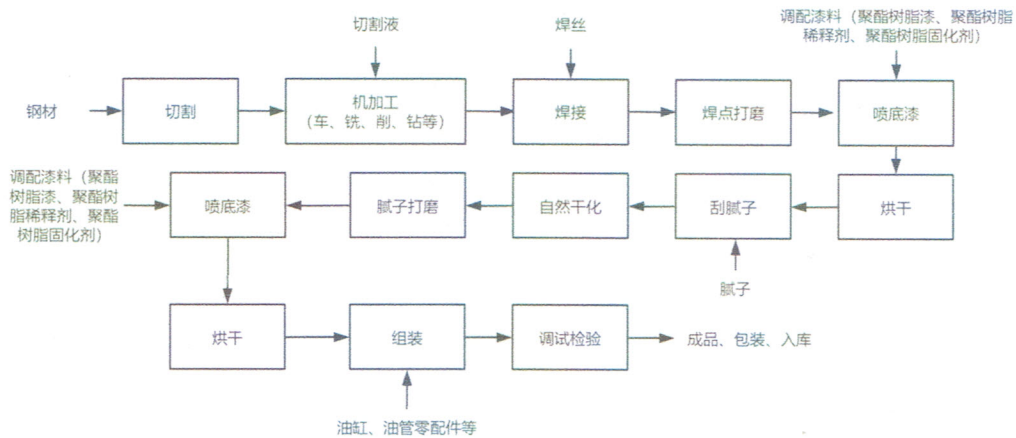 切割液
焊丝
调配漆料（聚酯树脂漆、聚酯树脂
稀释剂、聚酯树脂固化剂）
钢材
切割
机加工
（车、铣、削、钻等）
焊接
焊点打磨
喷底漆
调配漆料（聚酯
树脂漆、聚酯树
脂稀释剂、聚酯
树脂固化剂）
喷底漆
腻子打磨
自然干化
刮腻子
烘干
腻子
烘干
组装
调试检验
成品、包装、入库
油缸、油管零配件等